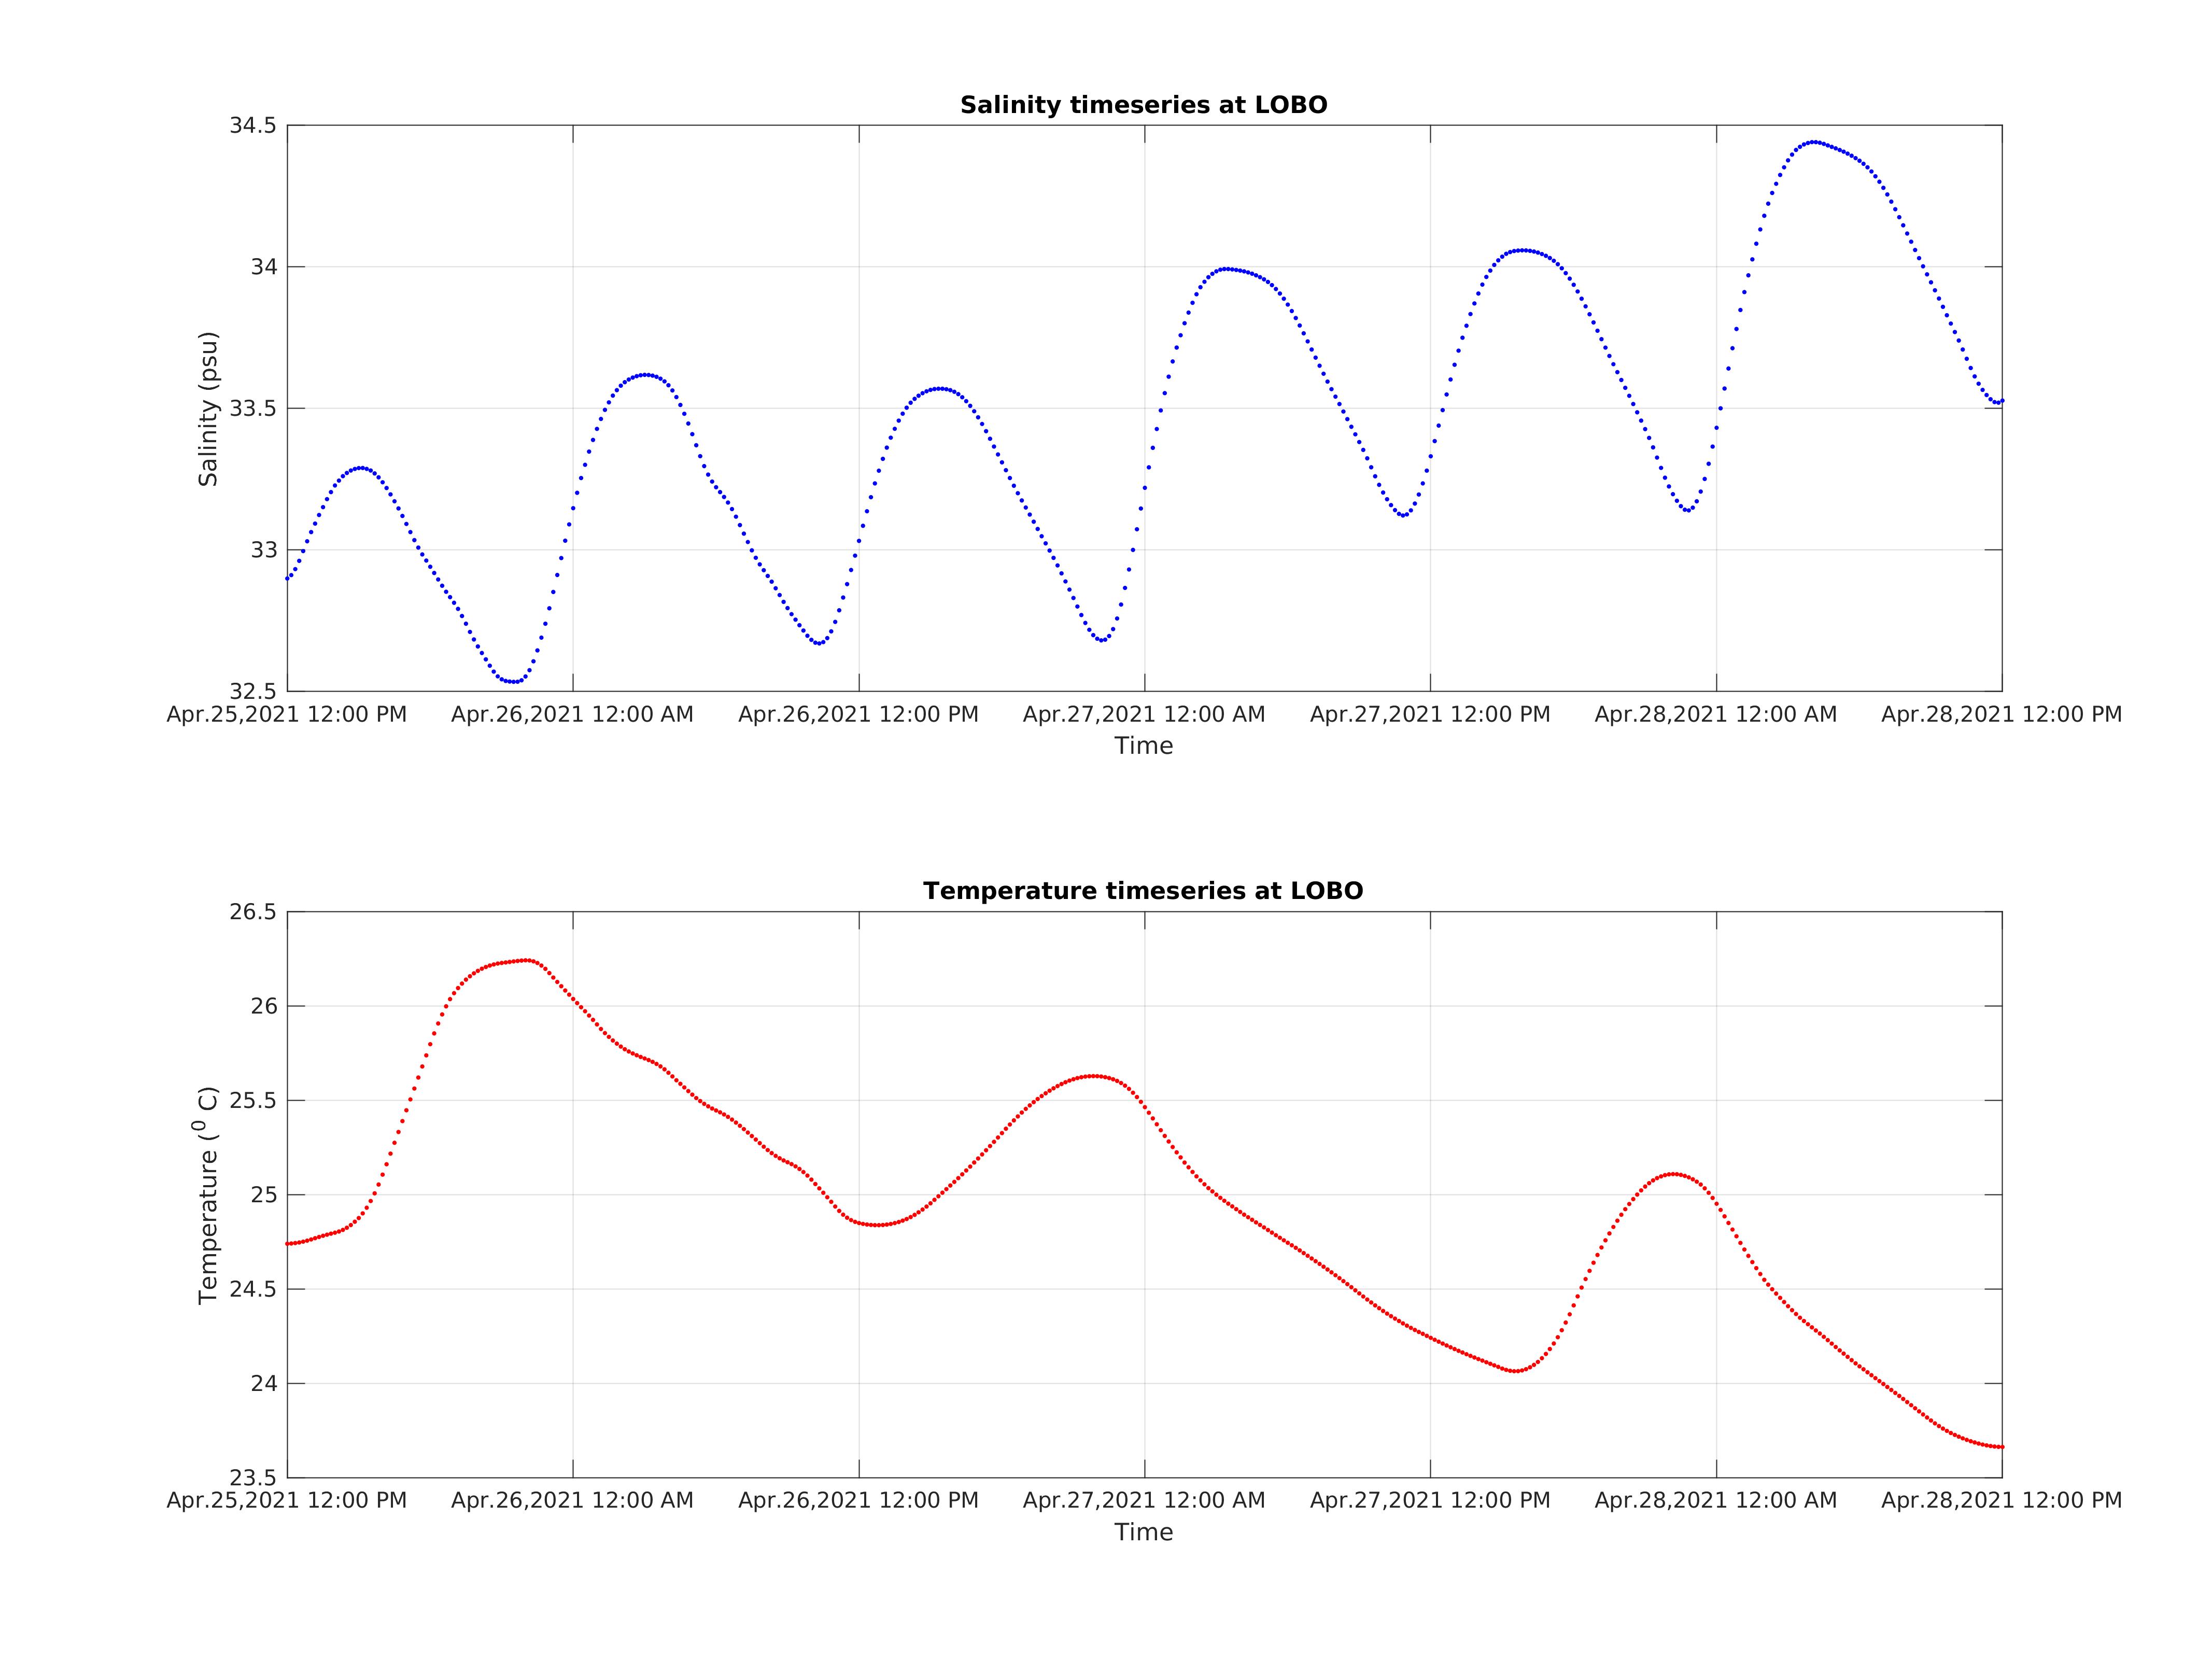 Salinity timeseries at LOBO
34.5
34
33.5
33
32.5
Salinity (psu)
Apr.25,2021 12:00 PM Apr.26,2021 12:00 AM Apr.26,2021 12:00 PM Apr.27,2021 12:00 AM Apr.27,2021 12:00 PM Apr.28,2021 12:00 AM Apr.28,2021 12:00 PM
Time
Temperature timeseries at LOBO
26.5
26
25.5
25
24.5
24
23.5
Temperature (⁰ C)
Apr.25,2021 12:00 PM Apr.26,2021 12:00 AM Apr.26,2021 12:00 PM Apr.27,2021 12:00 AM Apr.27,2021 12:00 PM Apr.28,2021 12:00 AM Apr.28,2021 12:00 PM
Time